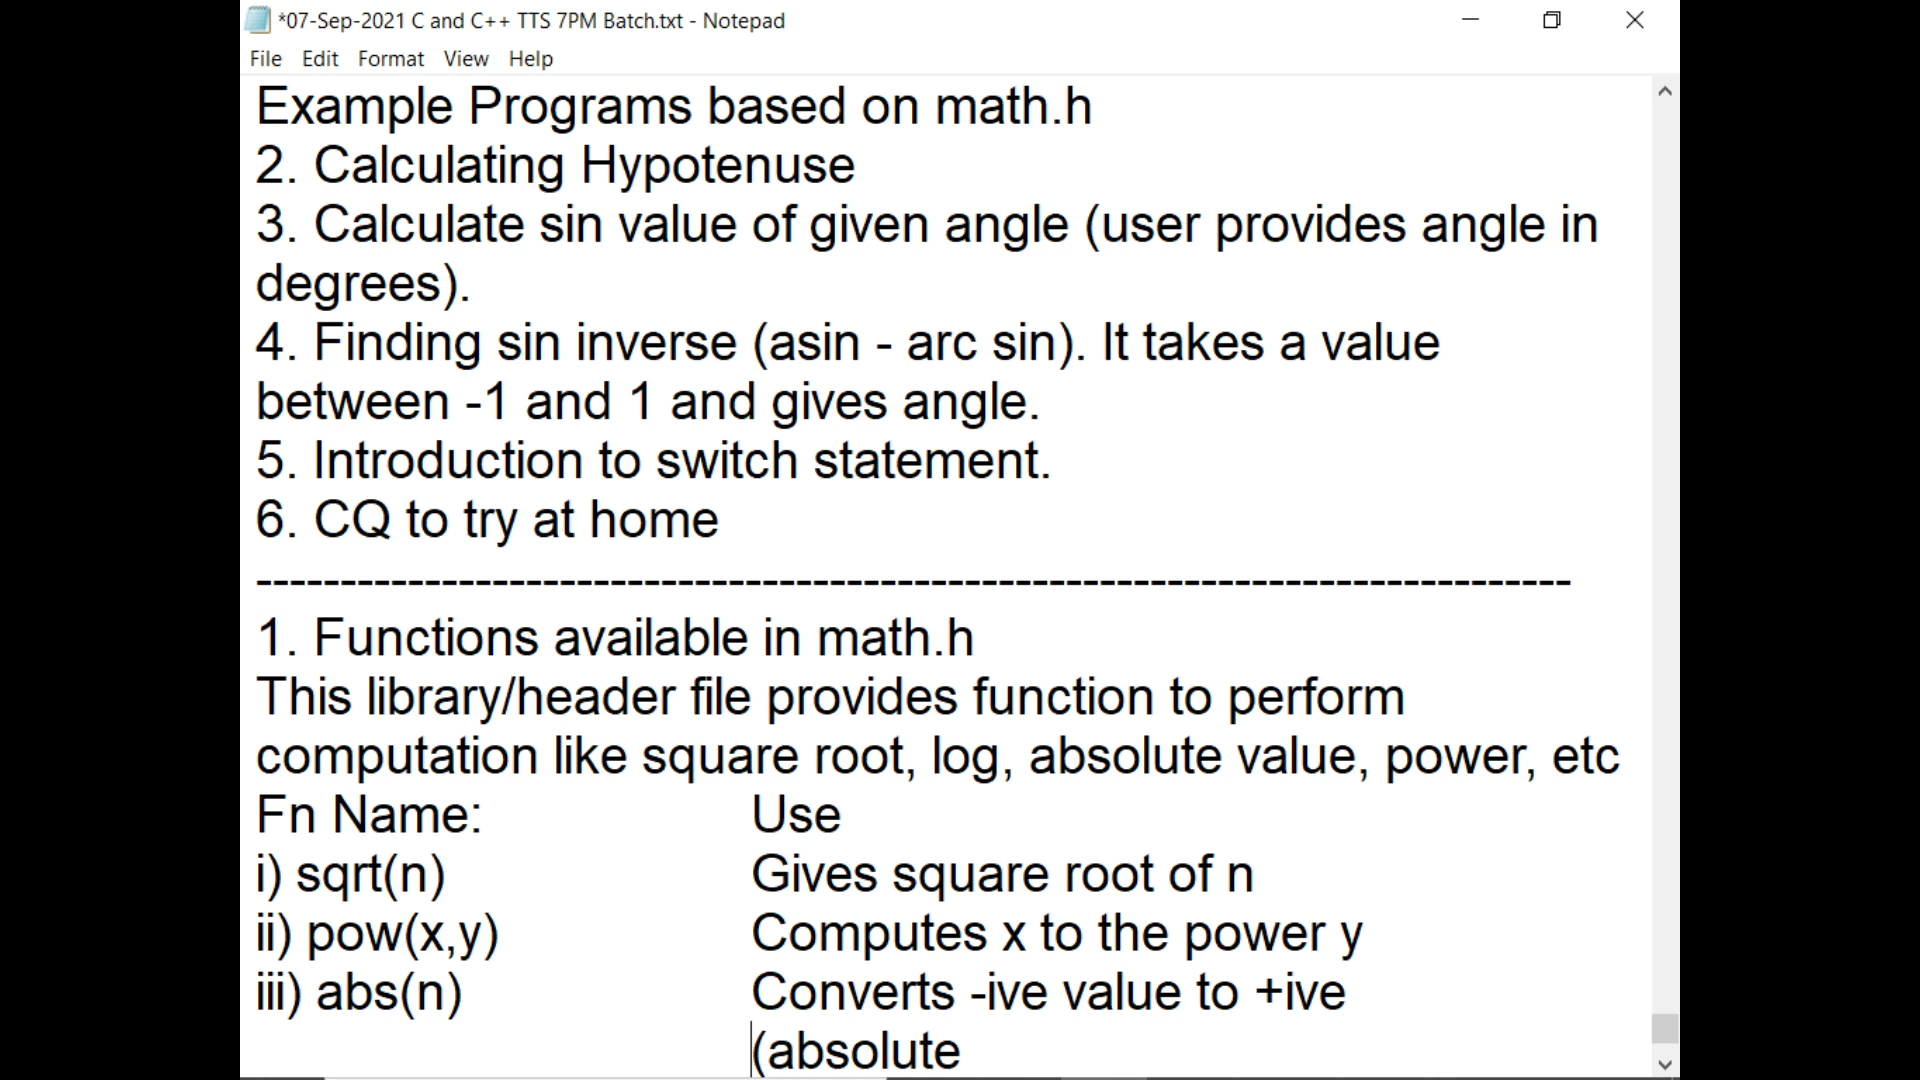 *07-Sep-2021 C and C++ TTS 7PM Batch.txt - Notepad
File Edit Format View Help
Example Programs based on math.h
2. Calculating Hypotenuse
3. Calculate sin value of given angle (user provides angle in
degrees).
4. Finding sin inverse (asin - arc sin). It takes a value
between -1 and 1 and gives angle.
5. Introduction to switch statement.
6. CQ to try at home
-------------------------------------------------------------------------------
1. Functions available in math.h
This library/header file provides function to perform
computation like square root, log, absolute value, power, etc
Fn Name: Use
i) sqrt(n) Gives square root of n
ii) pow(x,y) Computes x to the power y
iii) abs(n) Converts -ive value to +ive
(absolute